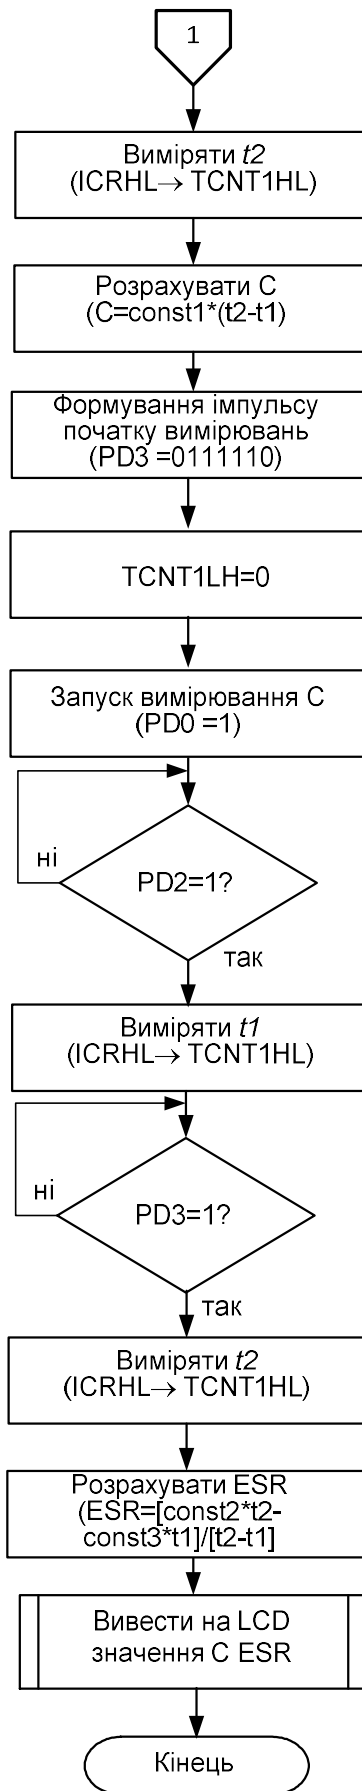 1
Виміряти t2
(ICRHL→ TCNT1HL)
Розрахувати C
(C=const1*(t2-t1)
Формування імпульсу
початку вимірювань
(PD3 =0111110)
TCNT1LH=0
Запуск вимірювання C
(PD0 =1)
ні
PD2=1?
так
Виміряти t1
(ICRHL→ TCNT1HL)
ні
PD3=1?
так
Виміряти t2
(ICRHL→ TCNT1HL)
Розрахувати ESR
(ESR=[const2*t2-
const3*t1]/[t2-t1]
Вивести на LCD
значення C ESR
Кінець